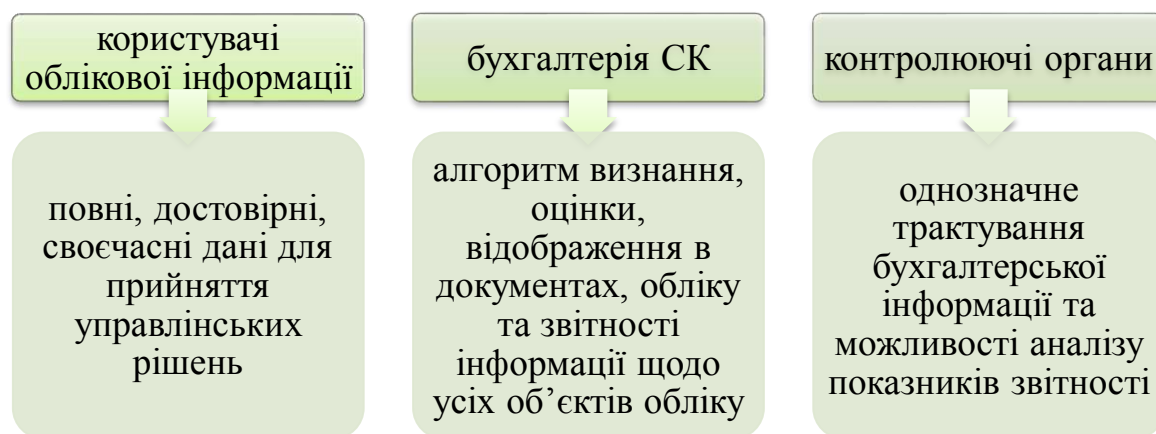 користувачі
облікової інформації
повні, достовірні,
своєчасні дані для
прийняття
управлінських
рішень
бухгалтерія СК
алгоритм визнання,
оцінки,
відображення в
документах, обліку
та звітності
інформації щодо
усіх об’єктів обліку
контролюючі органи
однозначне
трактування
бухгалтерської
інформації та
можливості аналізу
показників звітності